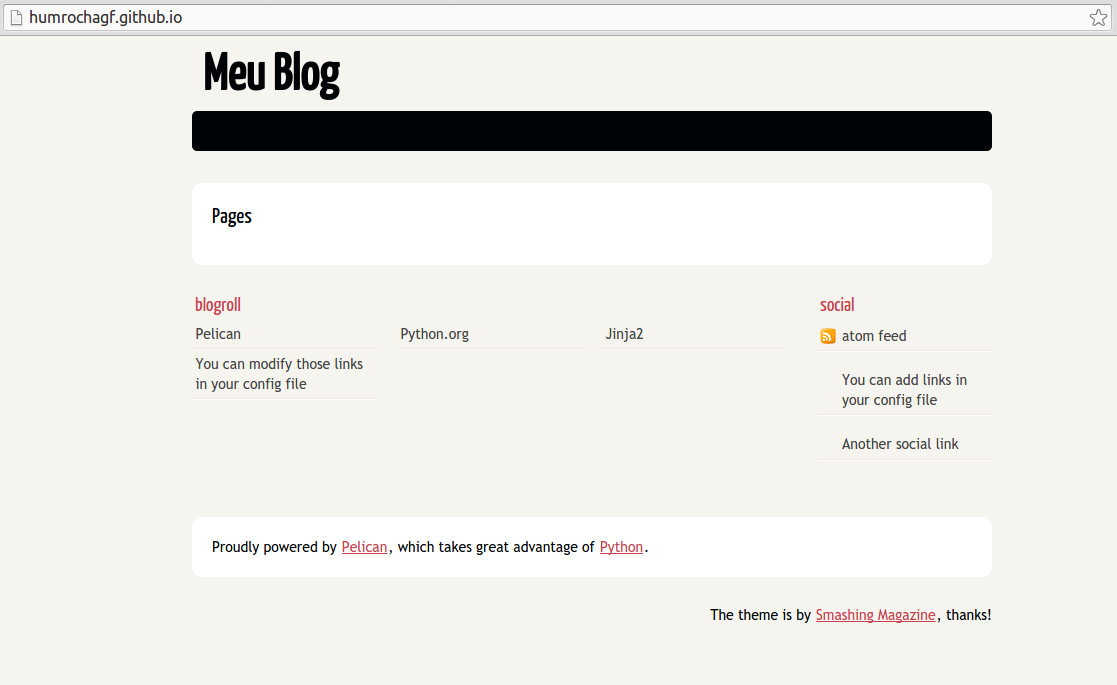 humrochagf.github.io
Meu Blog
Pages
blogroll
Pelican
Python.org
Jinja2
You can modify those links
in your config file
social
atom feed
You can add links in
your config file
Another social link
Proudly powered by Pelican, which takes great advantage of Python.
The theme is by Smashing Magazine, thanks!